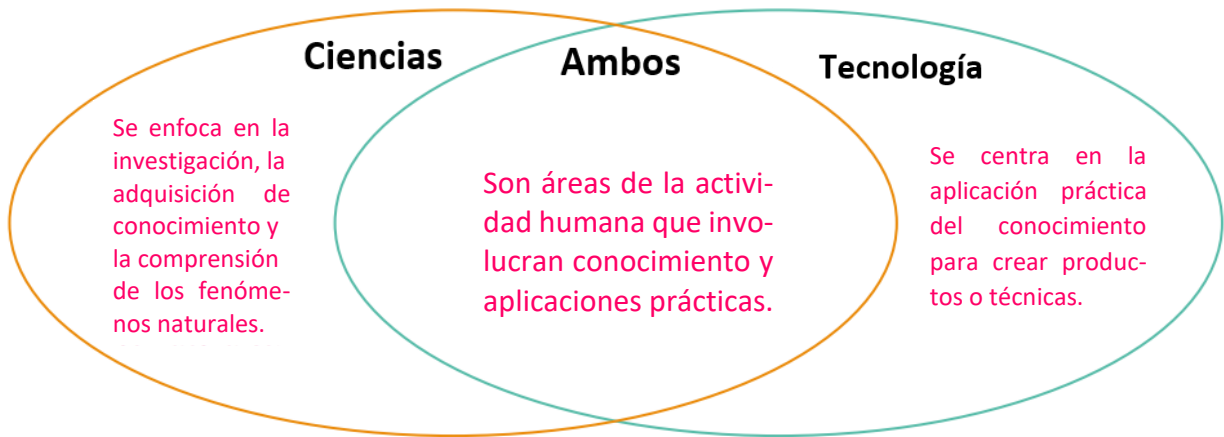 Ciencias
Se enfoca en la
investigación, la
adquisición de
conocimiento y
la comprensión
de los fenóme-
nos naturales.
Ambos
Son áreas de la activi-
dad humana que invo-
lucran conocimiento y
aplicaciones prácticas.
Tecnología
Se centra en la
aplicación práctica
del conocimiento
para crear produc-
tos o técnicas.